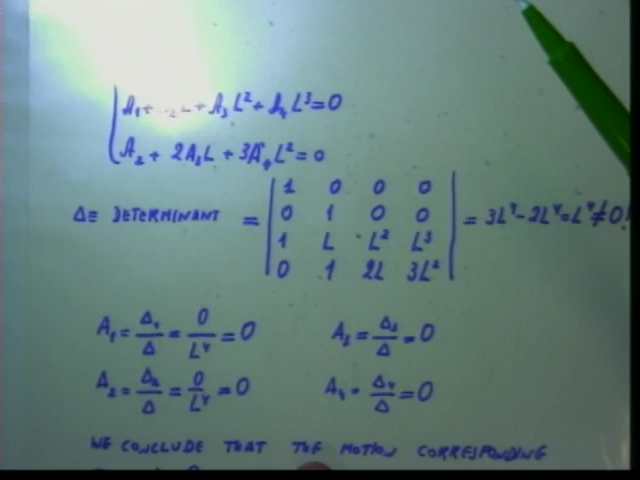 A₁ + A₂L + A₃L² + A₄L³ = 0
A₂ + 2A₃L + 3A₄L² = 0
Δ ≡ DETERMINANT = | 1 0 0 0 | = 3L⁴ - 2L⁴ = L⁴ ≠ 0!
0 1 0 0
1 L L² L³
0 1 2L 3L²
A₁ = Δ₁/Δ = 0/L⁴ = 0 A₃ = Δ₃/Δ = 0
A₂ = Δ₂/Δ = 0/L⁴ = 0 A₄ = Δ₄/Δ = 0
WE CONCLUDE THAT THE MOTION CORRESPONDING